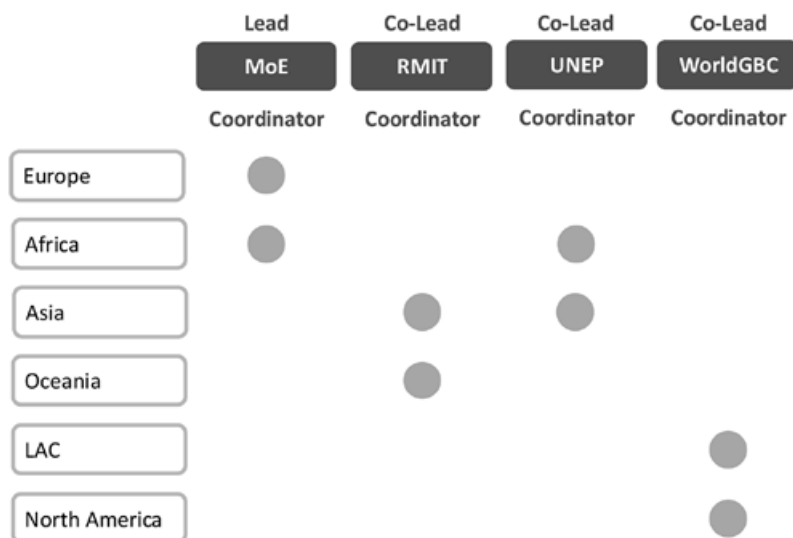 Lead Co-Lead Co-Lead Co-Lead
MoE RMIT UNEP WorldGBC
Coordinator Coordinator Coordinator Coordinator
Europe
Africa
Asia
Oceania
LAC
North America